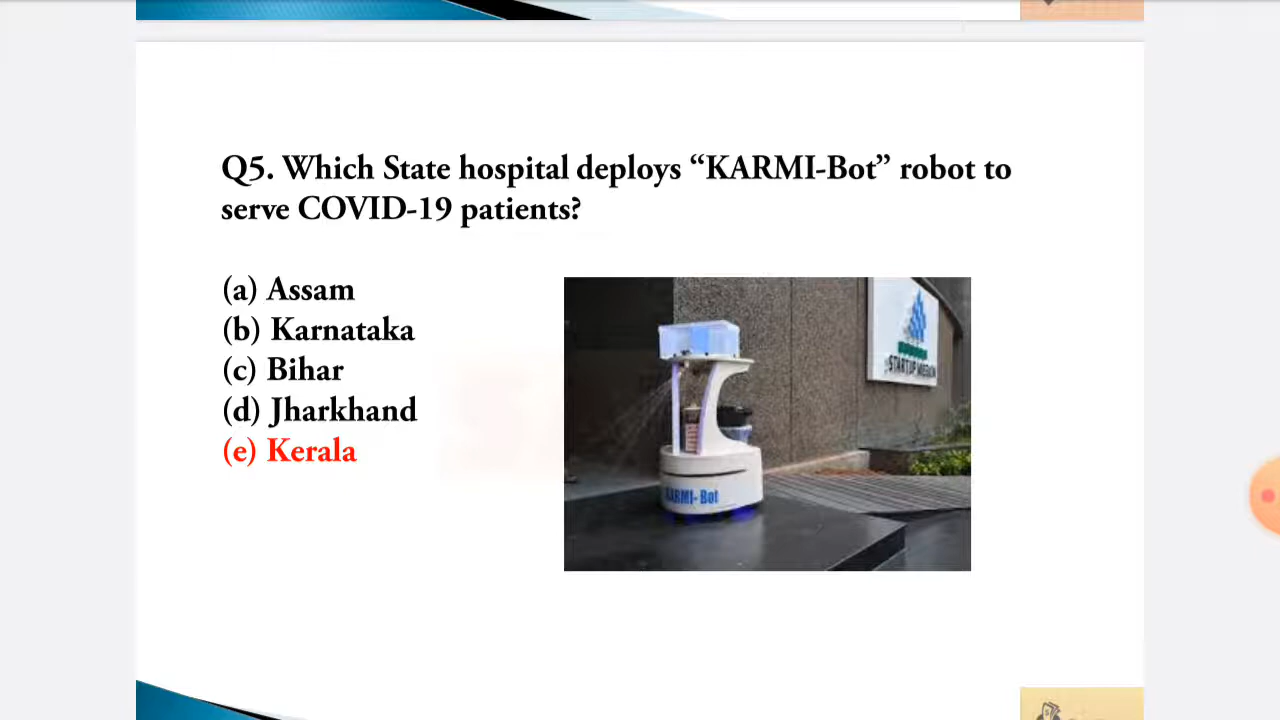 Q5. Which State hospital deploys “KARMI-Bot” robot to
serve COVID-19 patients?
(a) Assam
(b) Karnataka
(c) Bihar
(d) Jharkhand
(e) Kerala
STARTUP MISSION
KARMI-Bot